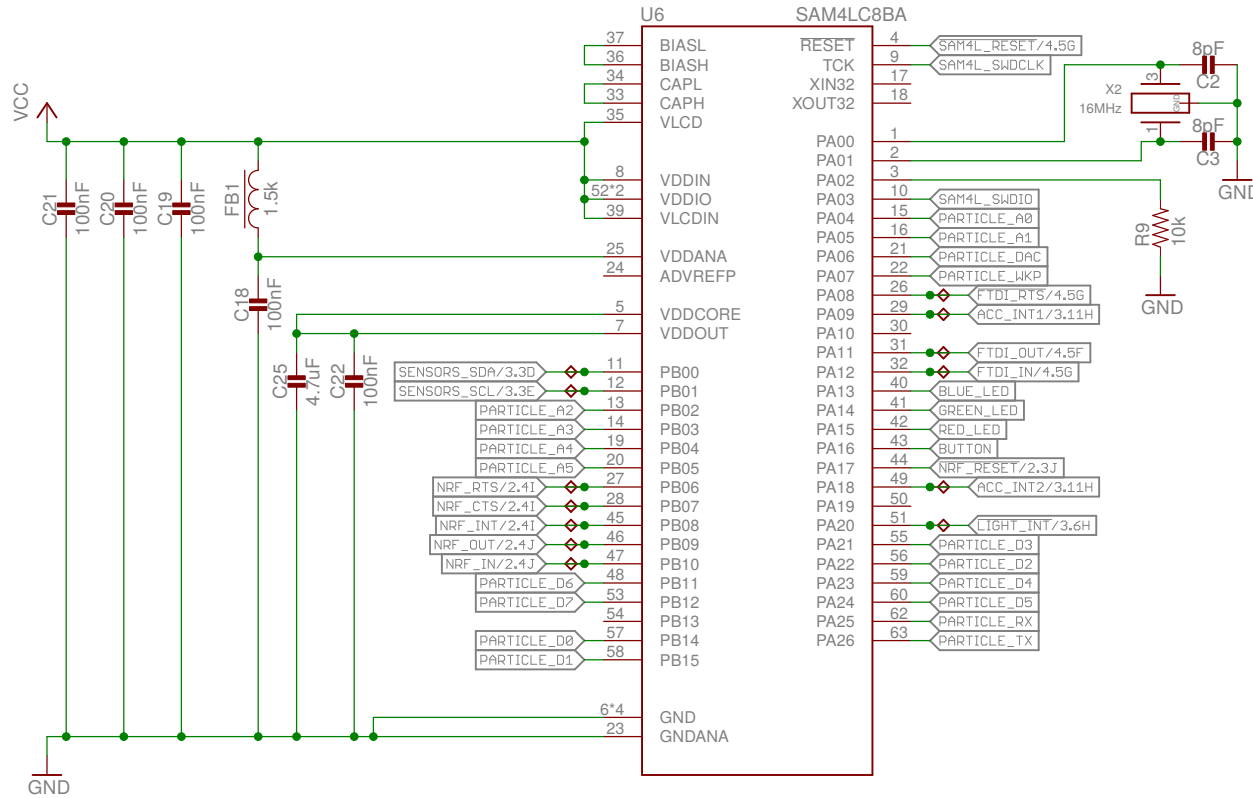 U6 SAM4LC8BA
VCC
C21
100nF
C20
100nF
C19
100nF
FB1
1.5k
C18
100nF
C25
4.7uF
C22
100nF
GND
37 BIASL
36 BIASH
34 CAPL
33 CAPH
35 VLCD
8 VDDIN
52*2 VDDIO
39 VLCDIN
25 VDDANA
24 ADVREFP
5 VDDCORE
7 VDDOUT
SENSORS_SDA/3.3D 11 PB00
SENSORS_SCL/3.3E 12 PB01
PARTICLE_A2 13 PB02
PARTICLE_A3 14 PB03
PARTICLE_A4 19 PB04
PARTICLE_A5 20 PB05
NRF_RTS/2.4I 27 PB06
NRF_CTS/2.4I 28 PB07
NRF_INT/2.4I 45 PB08
NRF_OUT/2.4J 46 PB09
NRF_IN/2.4J 47 PB10
PARTICLE_D6 48 PB11
PARTICLE_D7 53 PB12
54 PB13
PARTICLE_D0 57 PB14
PARTICLE_D1 58 PB15
6*4 GND
23 GNDANA
RESET 4 SAM4L_RESET/4.5G
TCK 9 SAM4L_SWDCLK
XIN32 17
XOUT32 18
PA00 1
PA01 2
PA02 3
PA03 10 SAM4L_SWDIO
PA04 15 PARTICLE_A0
PA05 16 PARTICLE_A1
PA06 21 PARTICLE_DAC
PA07 22 PARTICLE_WKP
PA08 26 FTDI_RTS/4.5G
PA09 29 ACC_INT1/3.11H
PA10 30
PA11 31 FTDI_OUT/4.5F
PA12 32 FTDI_IN/4.5G
PA13 40 BLUE_LED
PA14 41 GREEN_LED
PA15 42 RED_LED
PA16 43 BUTTON
PA17 44 NRF_RESET/2.3J
PA18 49 ACC_INT2/3.11H
PA19 50
PA20 51 LIGHT_INT/3.6H
PA21 55 PARTICLE_D3
PA22 56 PARTICLE_D2
PA23 59 PARTICLE_D4
PA24 60 PARTICLE_D5
PA25 62 PARTICLE_RX
PA26 63 PARTICLE_TX
8pF
C2
X2
16MHz
3
GND
1
8pF
C3
GND
R9
10k
GND